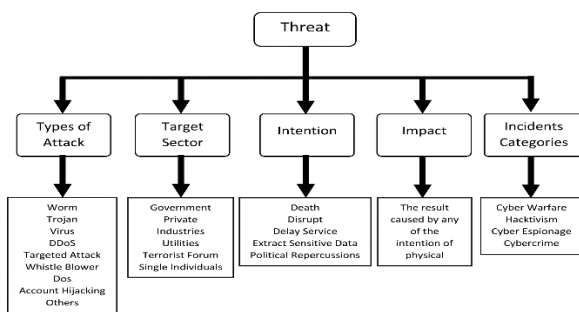 Threat
Types of
Attack
Target
Sector
Intention
Impact
Incidents
Categories
Worm
Trojan
Virus
DDoS
Targeted Attack
Whistle Blower
Dos
Account Hijacking
Others
Government
Private
Industries
Utilities
Terrorist Forum
Single Individuals
Death
Disrupt
Delay Service
Extract Sensitive Data
Political Repercussions
The result
caused by any
of the
intention of
physical
Cyber Warfare
Hacktivism
Cyber Espionage
Cybercrime